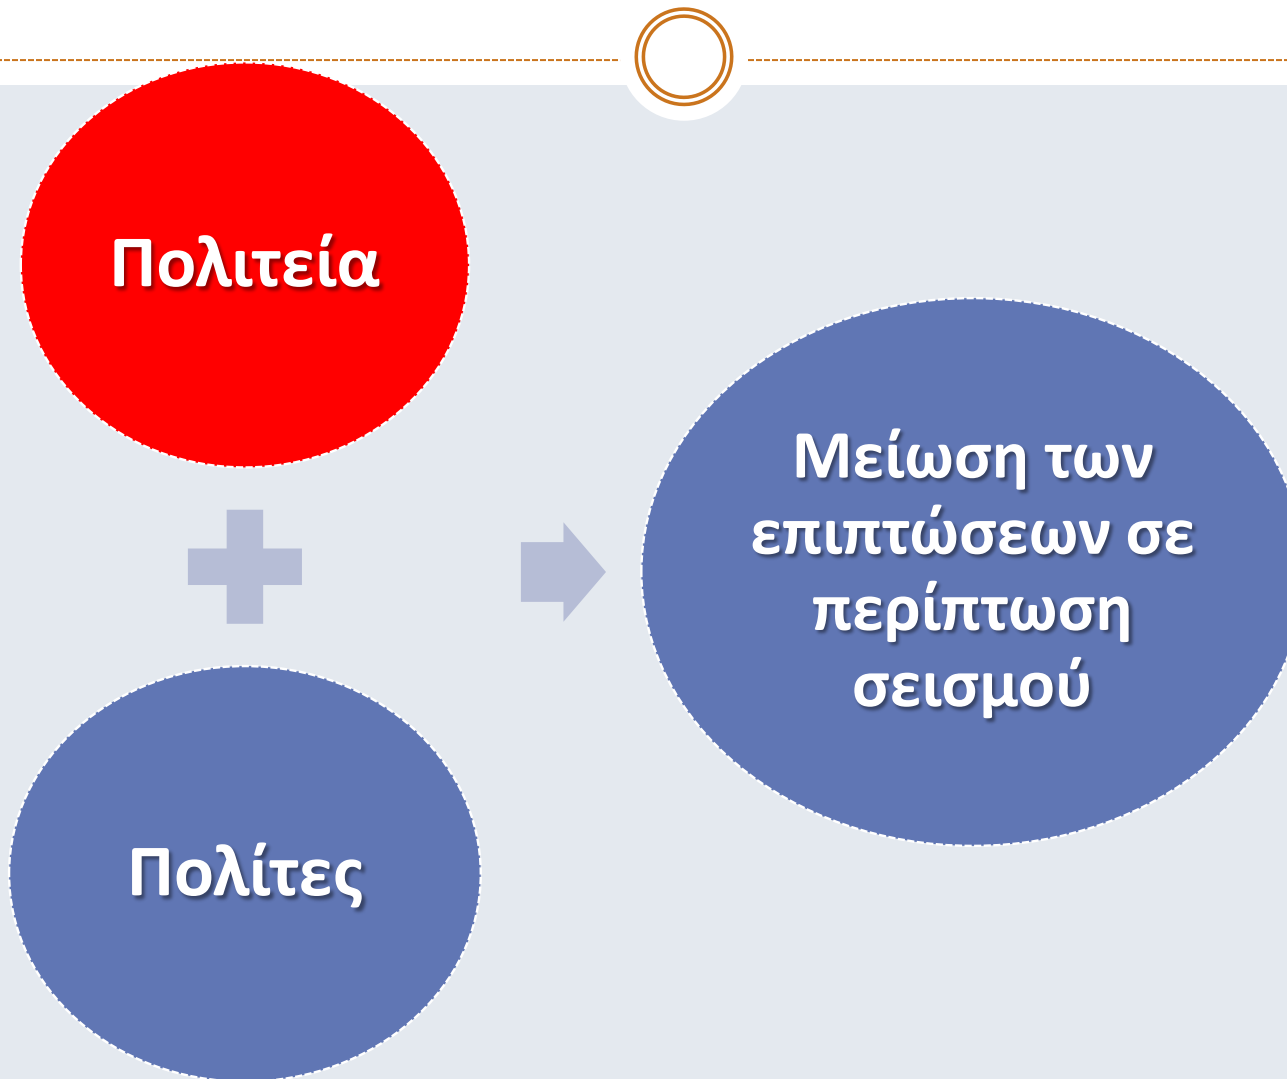 Πολιτεία
Πολίτες
Μείωση των
επιπτώσεων σε
περίπτωση
σεισμού